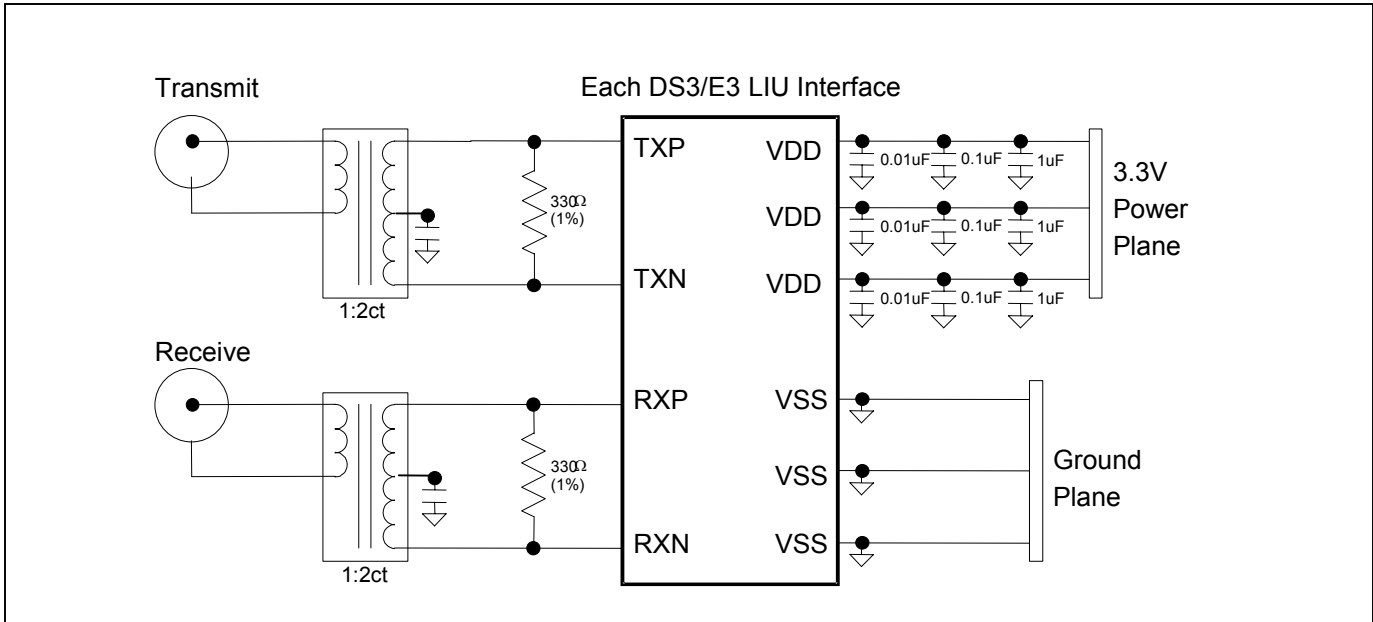 Transmit
Each DS3/E3 LIU Interface
TXP
VDD
0.01uF 0.1uF 1uF
3.3V
Power
Plane
330Ω
(1%)
VDD
0.01uF 0.1uF 1uF
TXN
VDD
0.01uF 0.1uF 1uF
1:2ct
Receive
RXP
VSS
330Ω
(1%)
VSS
Ground
Plane
RXN
VSS
1:2ct